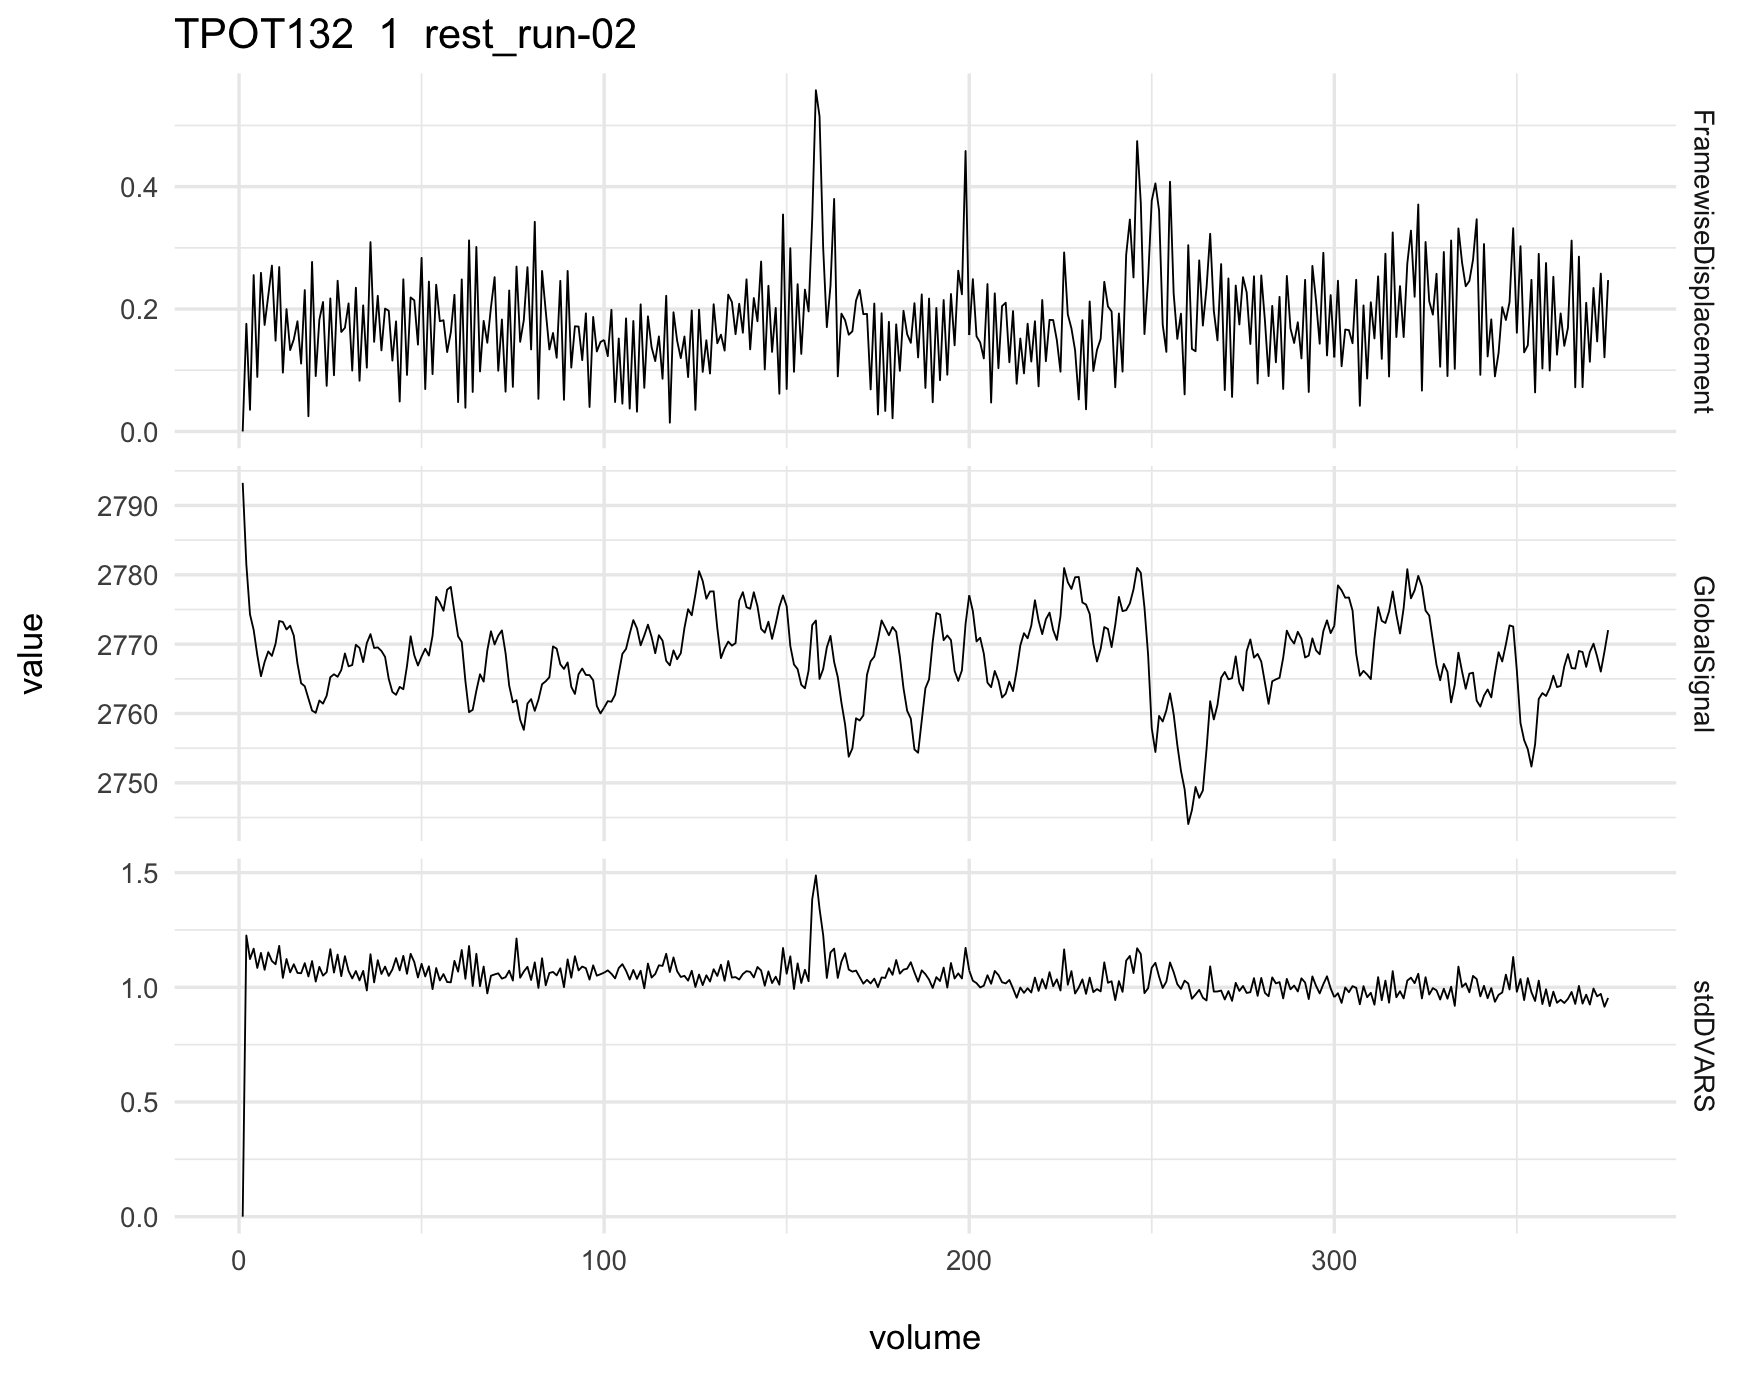 TPOT132 1 rest_run-02
0.4
0.2
0.0
FramewiseDisplacement
2790
2780
2770
2760
2750
GlobalSignal
1.5
1.0
0.5
0.0
stdDVARS
value
0 100 200 300
volume